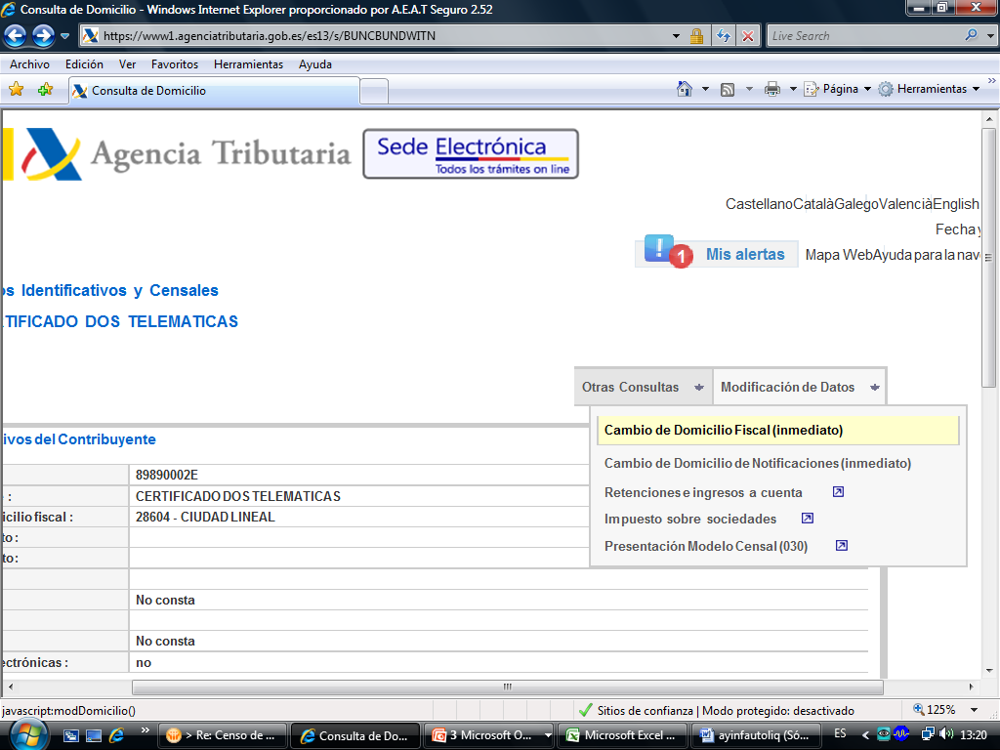 Consulta de Domicilio - Windows Internet Explorer proporcionado por A.E.A.T Seguro 2.52
https://www1.agenciatributaria.gob.es/es13/s/BUNCBUNDWITN
Live Search
Archivo Edición Ver Favoritos Herramientas Ayuda
Consulta de Domicilio
Página Herramientas
Agencia Tributaria
Sede Electrónica
Todos los trámites on line
CastellanoCatalàGalegoValenciàEnglish
Fecha y
! 1 Mis alertas Mapa WebAyuda para la nav
os Identificativos y Censales
TIFICADO DOS TELEMATICAS
Otras Consultas Modificación de Datos
Cambio de Domicilio Fiscal (inmediato)
ivos del Contribuyente
Cambio de Domicilio de Notificaciones (inmediato)
89890002E
Retenciones e ingresos a cuenta
: CERTIFICADO DOS TELEMATICAS
icilio fiscal : 28604 - CIUDAD LINEAL
Impuesto sobre sociedades
to :
Presentación Modelo Censal (030)
to :
No consta
No consta
ectrónicas : no
javascript:modDomicilio()
Sitios de confianza | Modo protegido: desactivado
125%
> Re: Censo de ...
Consulta de Do...
3 Microsoft O...
Microsoft Excel ...
ayinfautoliq (Só...
ES
13:20